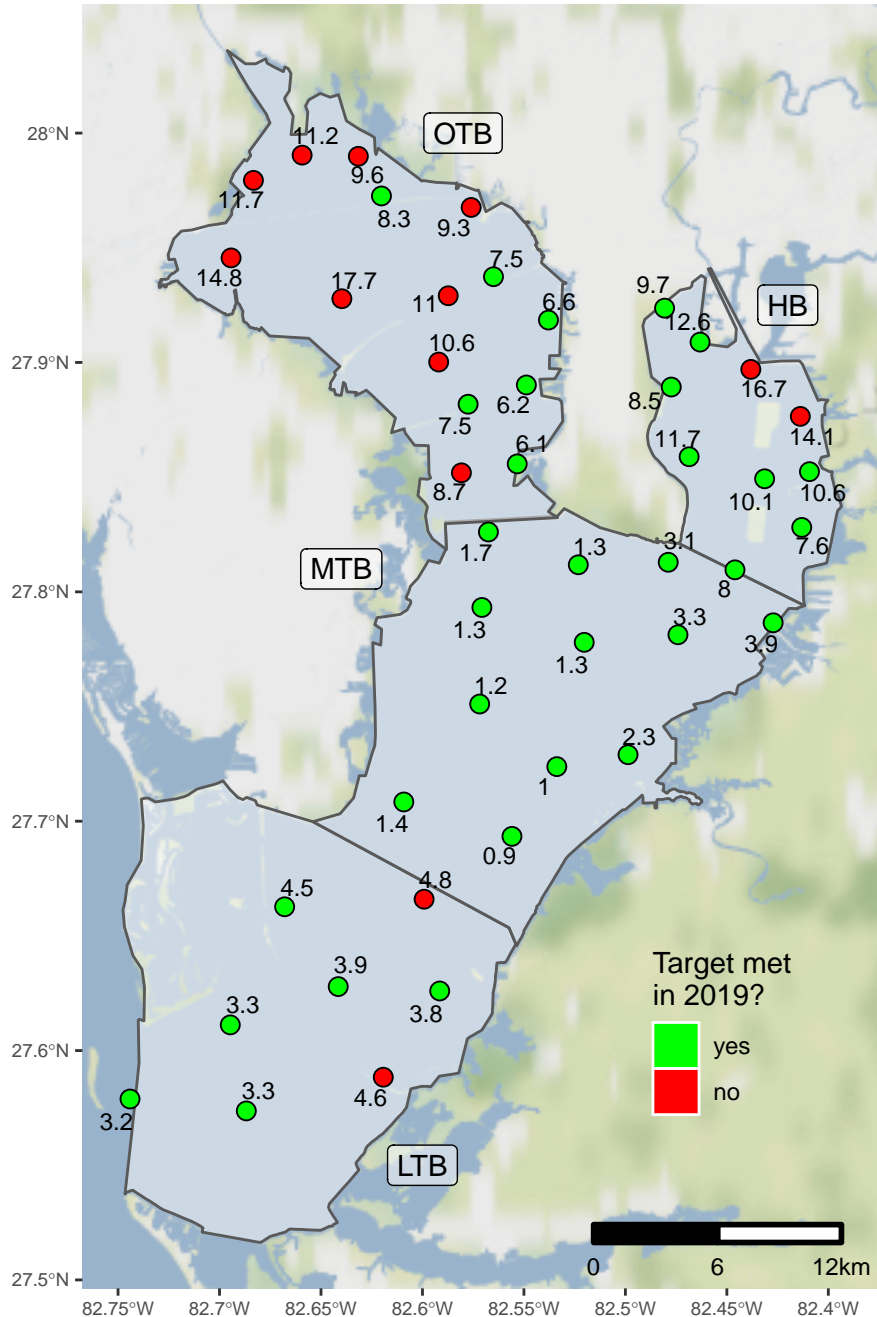 OTB
28°N
11.2
9.6
11.7
8.3
9.3
7.5
14.8
17.7
11
6.6
9.7
12.6
HB
27.9°N
10.6
16.7
8.5
6.2
7.5
6.1
11.7
14.1
8.7
10.1
10.6
7.6
1.7
1.3
3.1
MTB
8
27.8°N
1.3
1.3
3.3
3.9
1.2
2.3
1
27.7°N
1.4
0.9
4.5
4.8
3.9
3.8
3.3
Target met
in 2019?
yes
no
27.6°N
3.2
3.3
4.6
LTB
0 6 12km
27.5°N
82.75°W 82.7°W 82.65°W 82.6°W 82.55°W 82.5°W 82.45°W 82.4°W